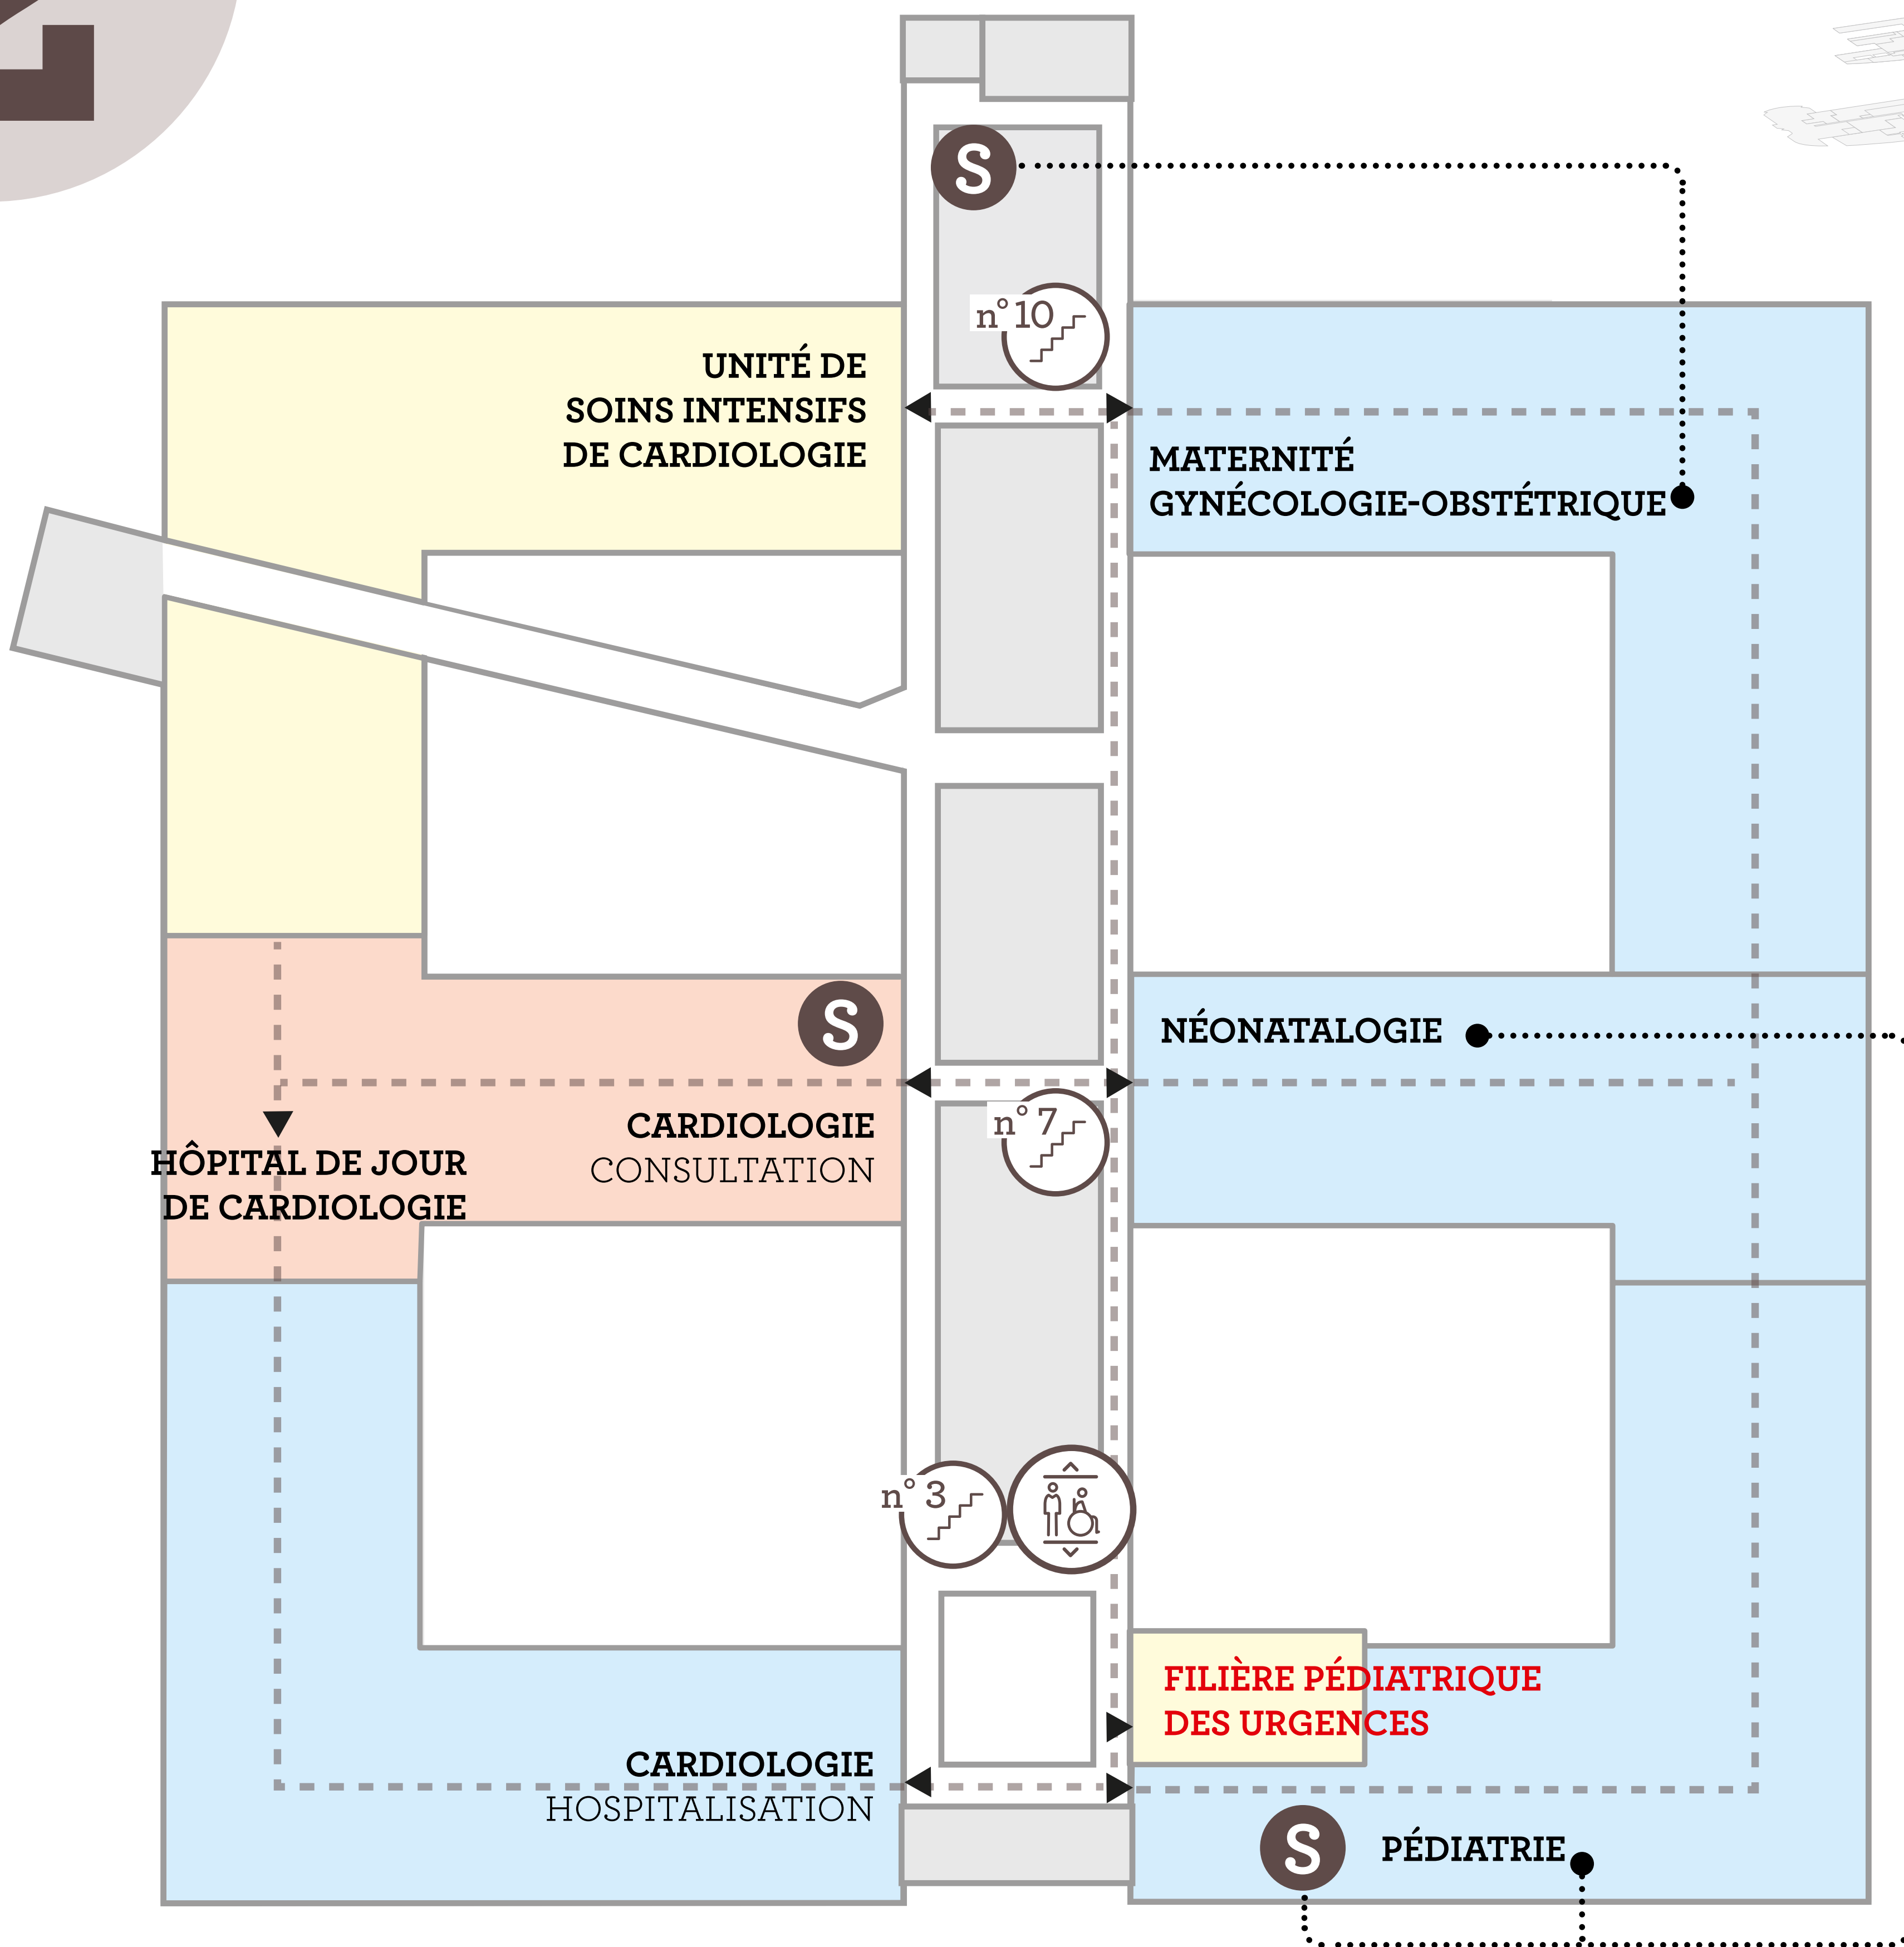 S
n° 10
UNITÉ DE
SOINS INTENSIFS
DE CARDIOLOGIE
MATERNITÉ
GYNÉCOLOGIE-OBSTÉTRIQUE
S
NÉONATALOGIE
CARDIOLOGIE
CONSULTATION
n° 7
HÔPITAL DE JOUR
DE CARDIOLOGIE
n° 3
FILIÈRE PÉDIATRIQUE
DES URGENCES
CARDIOLOGIE
HOSPITALISATION
S
PÉDIATRIE